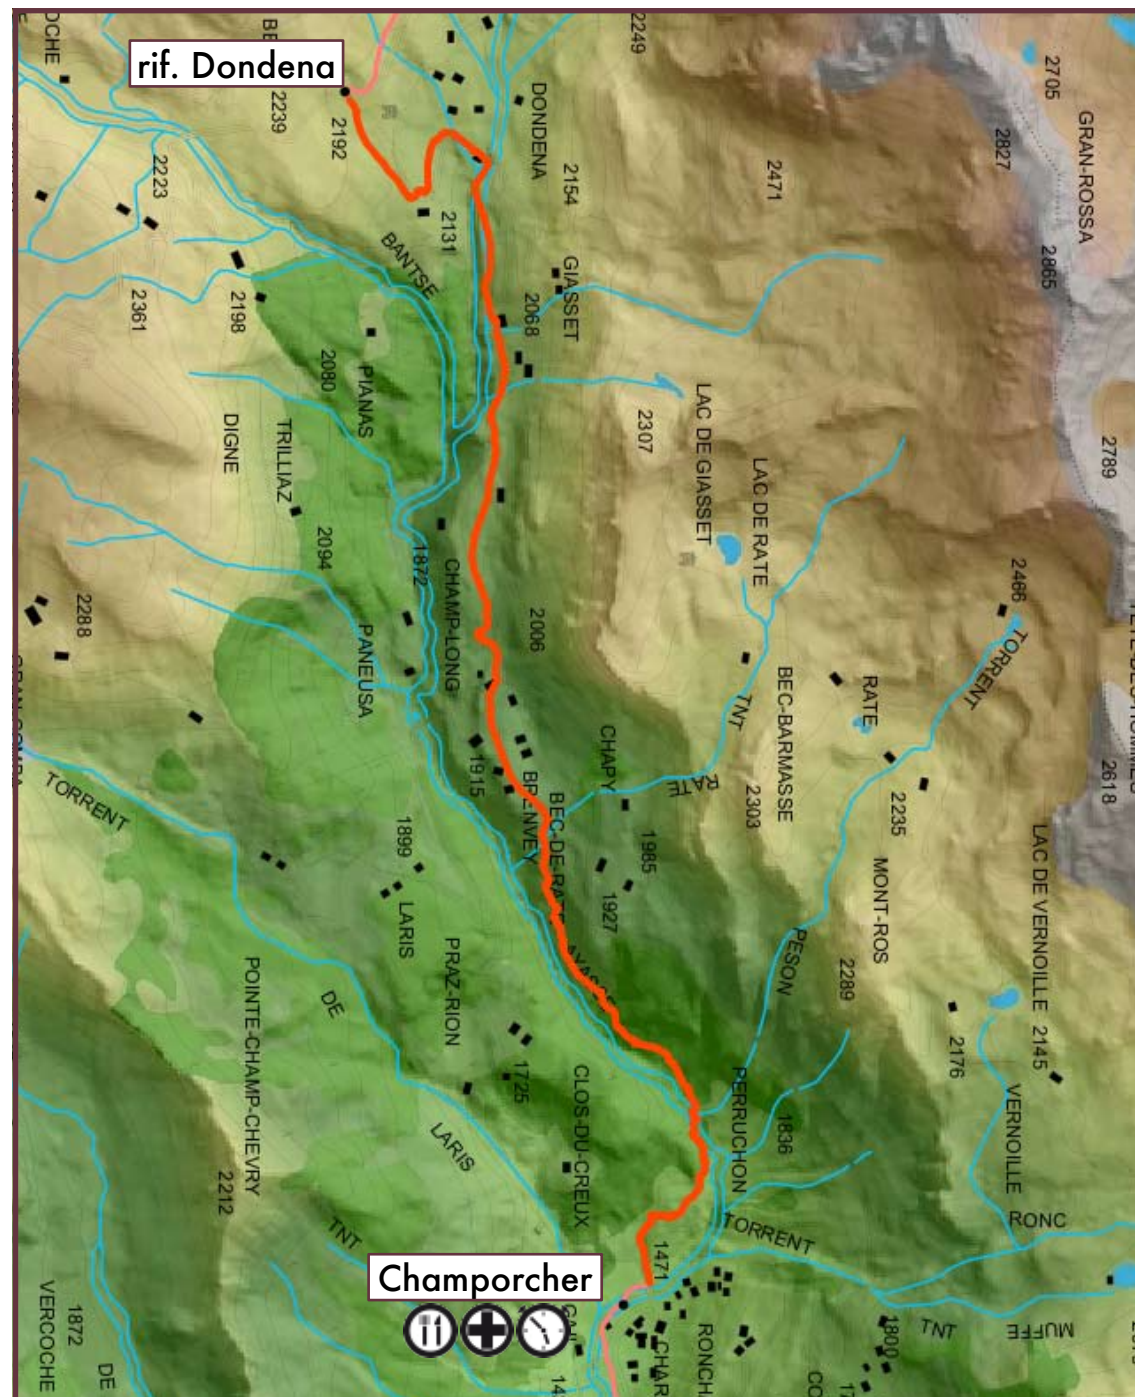 rif. Dondena
2249
2705
GRAN-ROSSA
2827
2865
2789
2239
2192
DONDENA
2154
2471
2223
2131
BANTSE
GIASSET
2068
2198
2361
2080
PIANAS
TRILLIAZ
DIGNE
2307
LAC DE GIASSET
LAC DE RATE
2466
TORRENT
2094
1872
CHAMP-LONG
2006
2288
PANEUSA
TNT
BEC-BARMASSE
RATE
CHAPY
RATE
2303
2618
2235
TORRENT
1915
BRENVEY
BEC-DE-RATE
1985
1927
MONT-ROS
LAC DE VERNOILLE
2145
1899
LARIS
PRAZ-RION
PESON
2289
2176
POINTE-CHAMP-CHEVRY
DE
1725
CLOS-DU-CREUX
PERRUCHON
1836
VERNOILLE
LARIS
2212
TNT
TORRENT
RONC
1471
Champorcher
1872
VERCOCHE
DE
1800
TNT
MUFFE